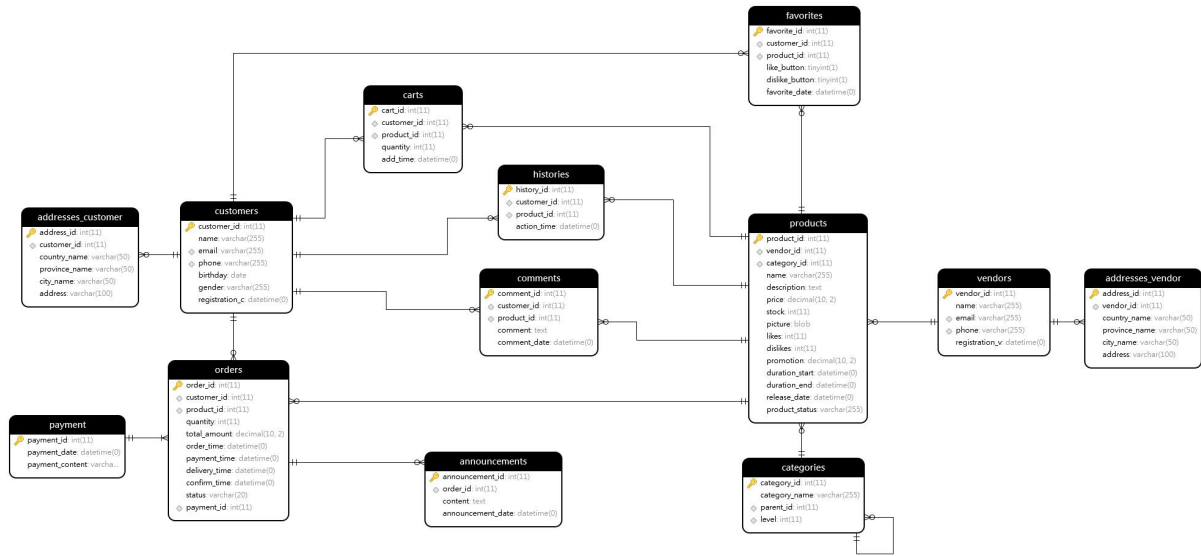 favorites
favorite_id: int(11)
customer_id: int(11)
product_id: int(11)
like_button: tinyint(1)
dislike_button: tinyint(1)
favorite_date: datetime(0)
carts
cart_id: int(11)
customer_id: int(11)
product_id: int(11)
quantity: int(11)
add_time: datetime(0)
histories
history_id: int(11)
customer_id: int(11)
product_id: int(11)
action_time: datetime(0)
addresses_customer
address_id: int(11)
customer_id: int(11)
country_name: varchar(50)
province_name: varchar(50)
city_name: varchar(50)
address: varchar(100)
customers
customer_id: int(11)
name: varchar(255)
email: varchar(255)
phone: varchar(255)
birthday: date
gender: varchar(255)
registration_c: datetime(0)
products
product_id: int(11)
vendor_id: int(11)
category_id: int(11)
name: varchar(255)
description: text
price: decimal(10, 2)
stock: int(11)
picture: blob
likes: int(11)
dislikes: int(11)
promotion: decimal(10, 2)
duration_start: datetime(0)
duration_end: datetime(0)
release_date: datetime(0)
product_status: varchar(255)
comments
comment_id: int(11)
customer_id: int(11)
product_id: int(11)
comment: text
comment_date: datetime(0)
vendors
vendor_id: int(11)
name: varchar(255)
email: varchar(255)
phone: varchar(255)
registration_v: datetime(0)
addresses_vendor
address_id: int(11)
vendor_id: int(11)
country_name: varchar(50)
province_name: varchar(50)
city_name: varchar(50)
address: varchar(100)
orders
order_id: int(11)
customer_id: int(11)
product_id: int(11)
quantity: int(11)
total_amount: decimal(10, 2)
order_time: datetime(0)
payment_time: datetime(0)
delivery_time: datetime(0)
confirm_time: datetime(0)
status: varchar(20)
payment_id: int(11)
payment
payment_id: int(11)
payment_date: datetime(0)
payment_content: varcha...
announcements
announcement_id: int(11)
order_id: int(11)
content: text
announcement_date: datetime(0)
categories
category_id: int(11)
category_name: varchar(255)
parent_id: int(11)
level: int(11)